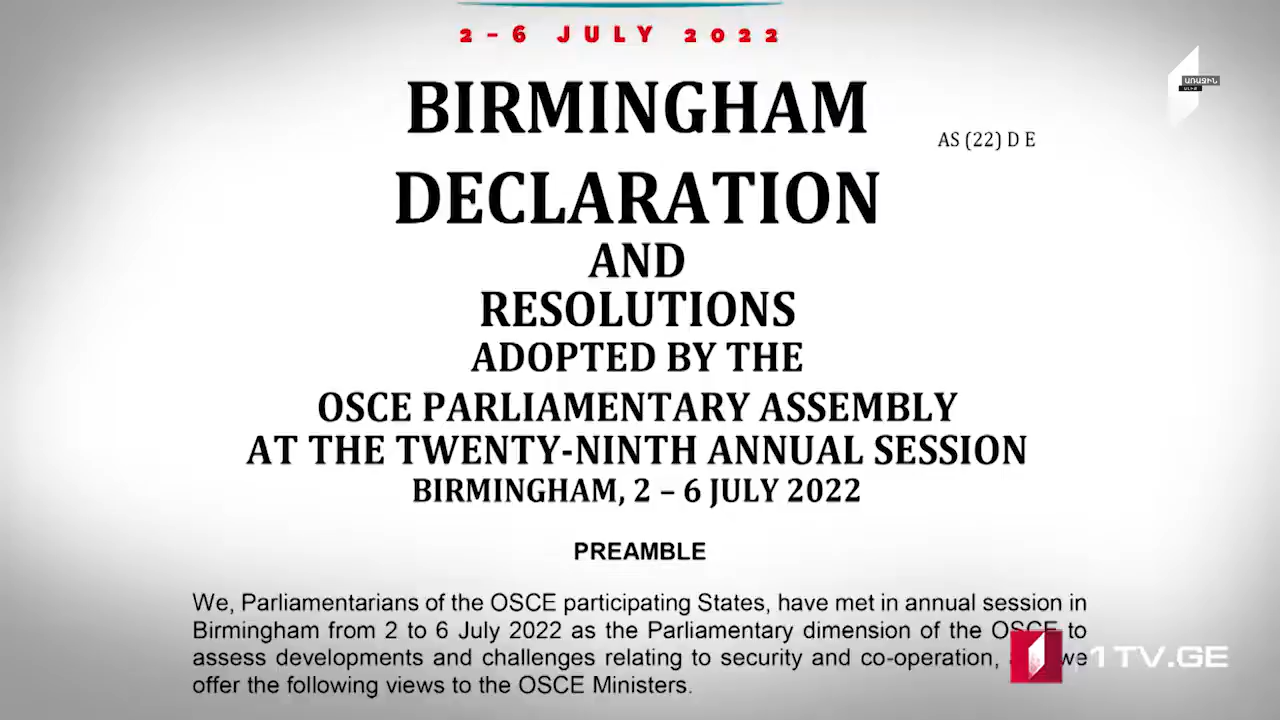 2-6 JULY 2022
BIRMINGHAM
ԱՌԱՋԻՆ
ԱԼԻՔ
AS (22) D E
DECLARATION
AND
RESOLUTIONS
ADOPTED BY THE
OSCE PARLIAMENTARY ASSEMBLY
AT THE TWENTY-NINTH ANNUAL SESSION
BIRMINGHAM, 2 – 6 JULY 2022
PREAMBLE
We, Parliamentarians of the OSCE participating States, have met in annual session in
Birmingham from 2 to 6 July 2022 as the Parliamentary dimension of the OSCE to
assess developments and challenges relating to security and co-operation, we
offer the following views to the OSCE Ministers.
1TV.GE